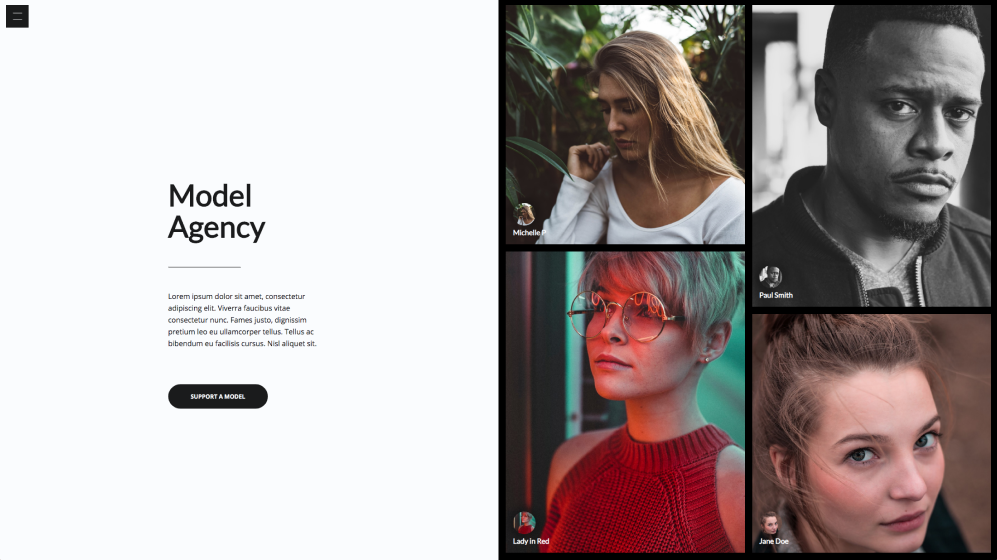 Model
Agency
Lorem ipsum dolor sit amet, consectetur
adipiscing elit. Viverra faucibus vitae
consectetur nunc. Fames justo, dignissim
pretium leo eu ullamcorper tellus. Tellus ac
bibendum eu facilisis cursus. Nisl aliquet sit.
SUPPORT A MODEL
Michelle P
Paul Smith
Lady in Red
Jane Doe